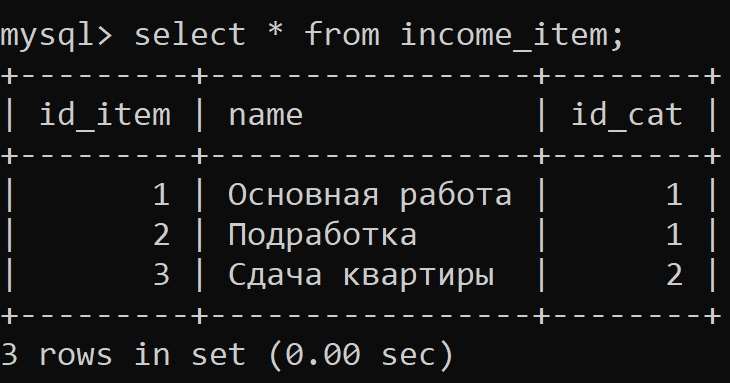 mysql> select * from income_item;
+---------+-----------------+--------+
| id_item | name            | id_cat |
+---------+-----------------+--------+
|       1 | Основная работа |      1 |
|       2 | Подработка      |      1 |
|       3 | Сдача квартиры  |      2 |
+---------+-----------------+--------+
3 rows in set (0.00 sec)